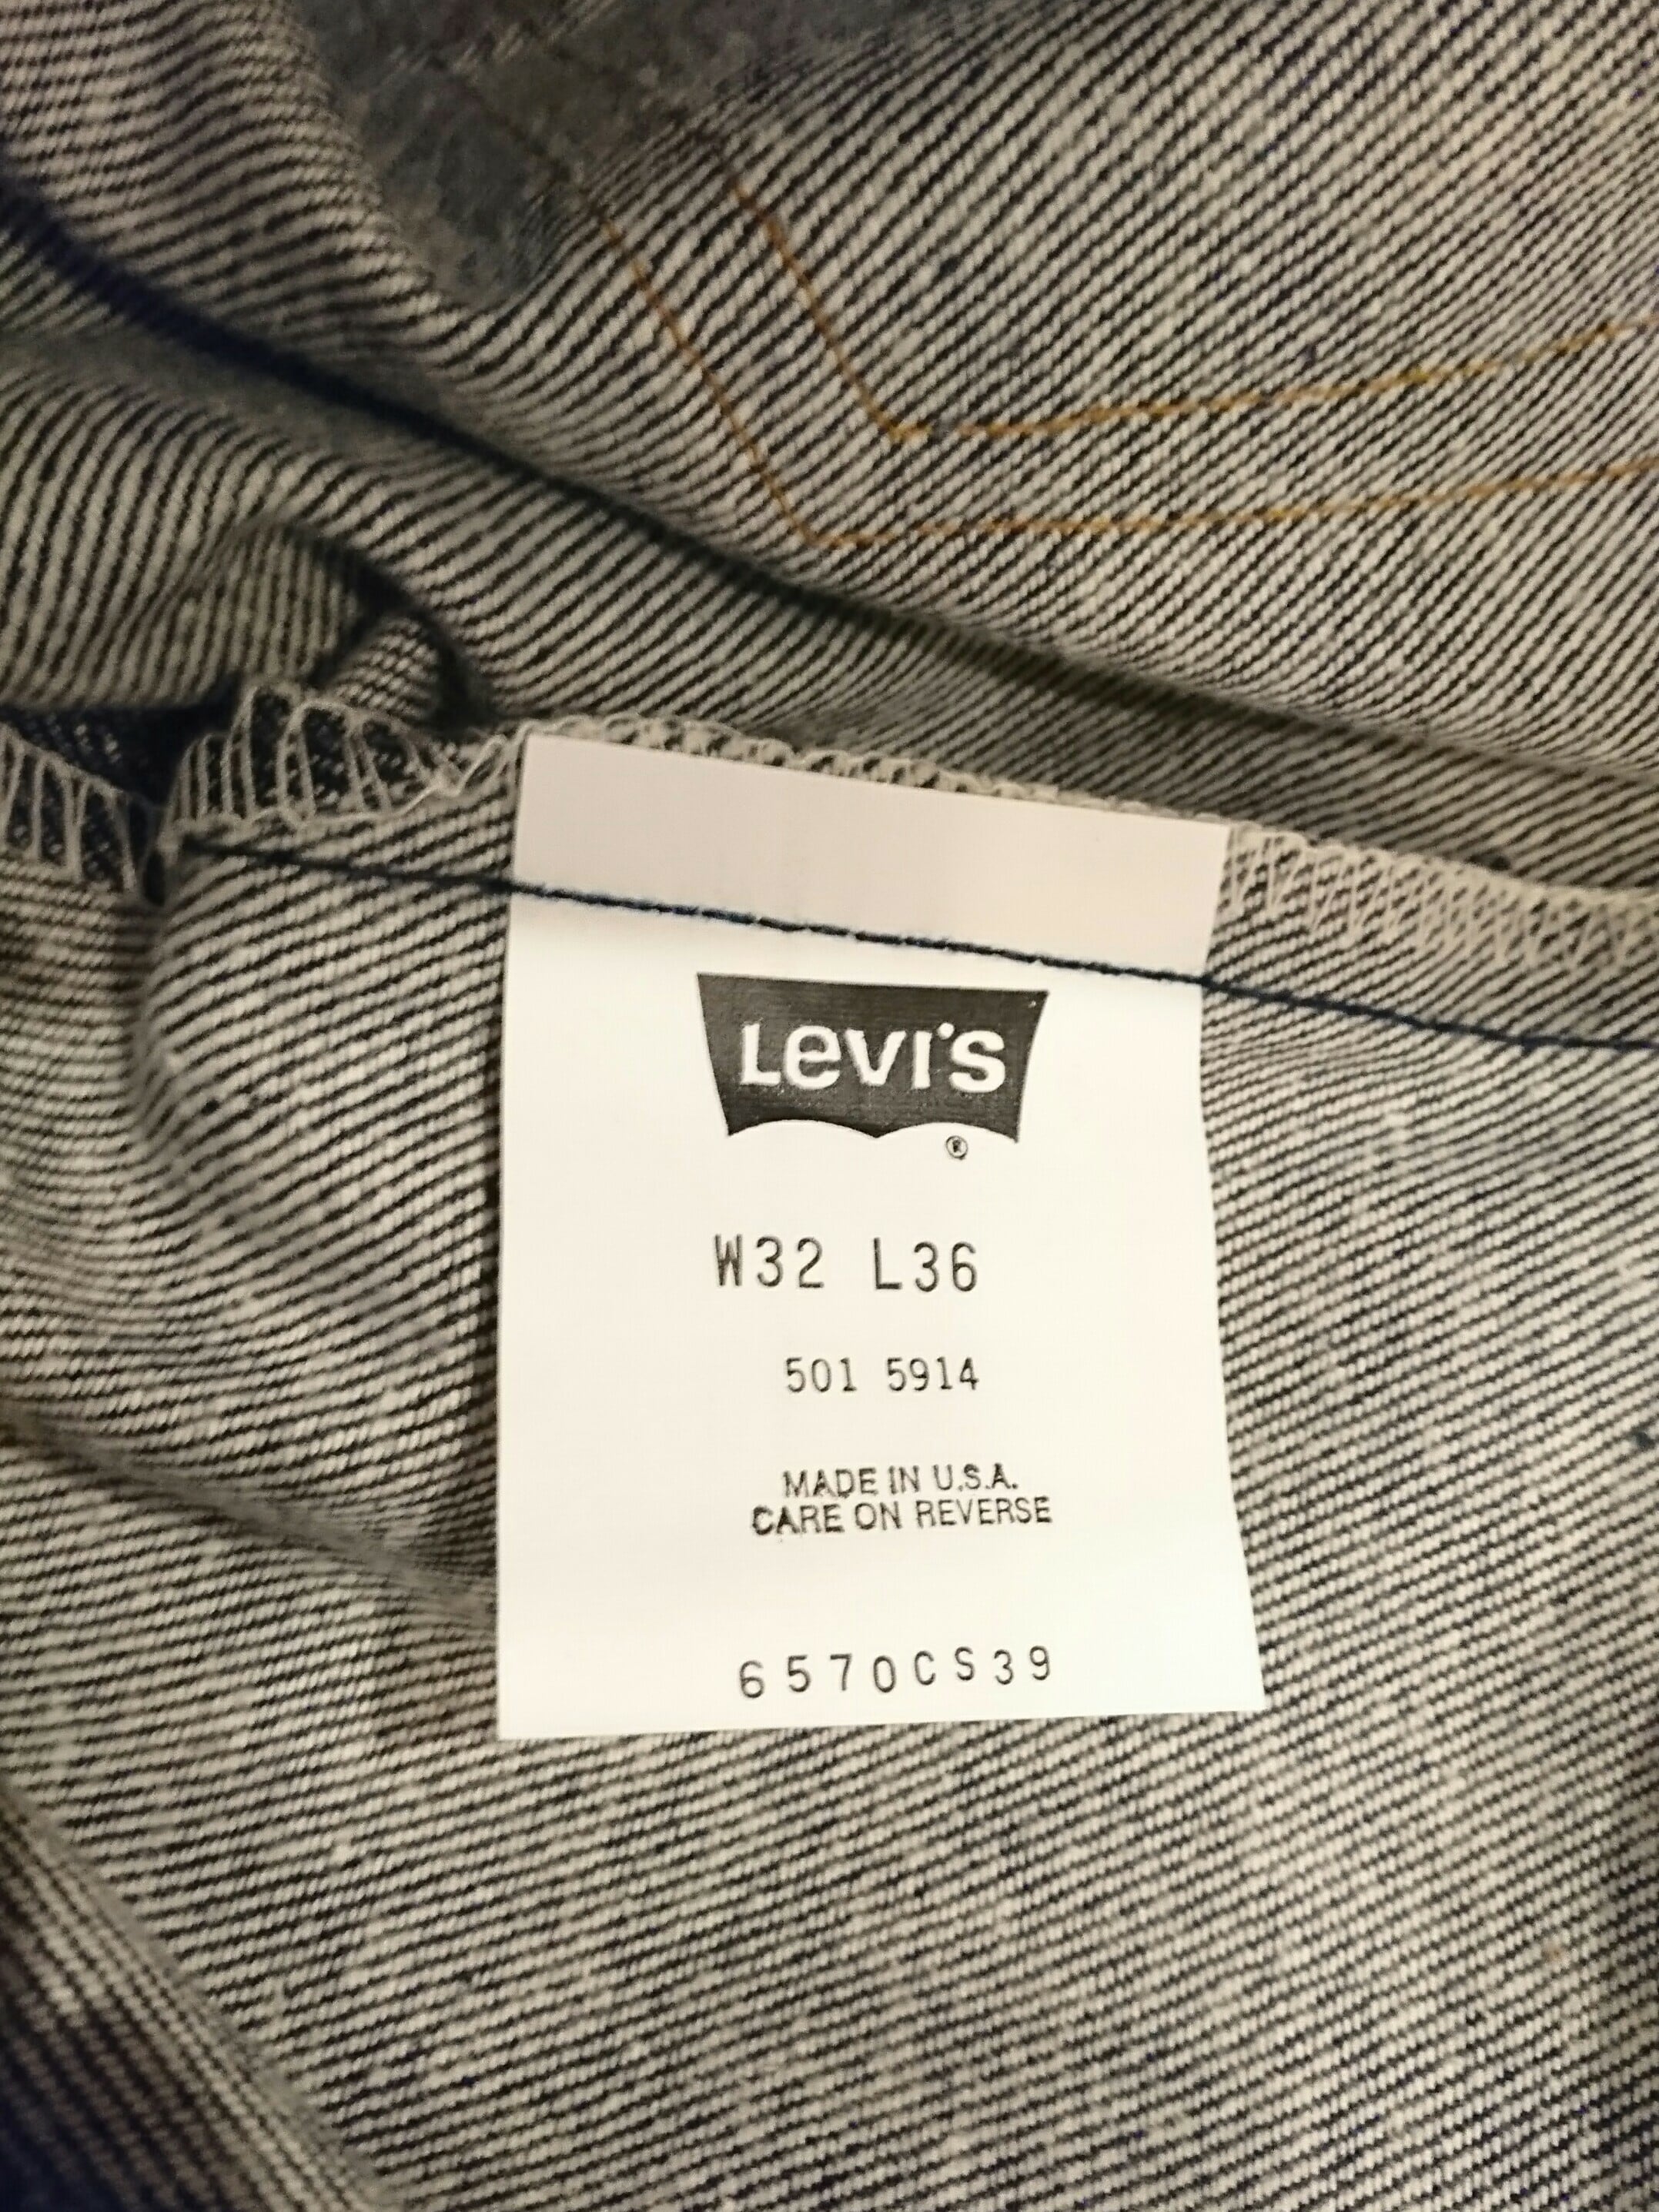 Levi's
®
W32 L36
501 5914
MADE IN U.S.A.
CARE ON REVERSE
6570CS39